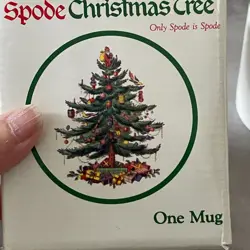 Spode Christmas Tree
Only Spode is Spode
One Mug